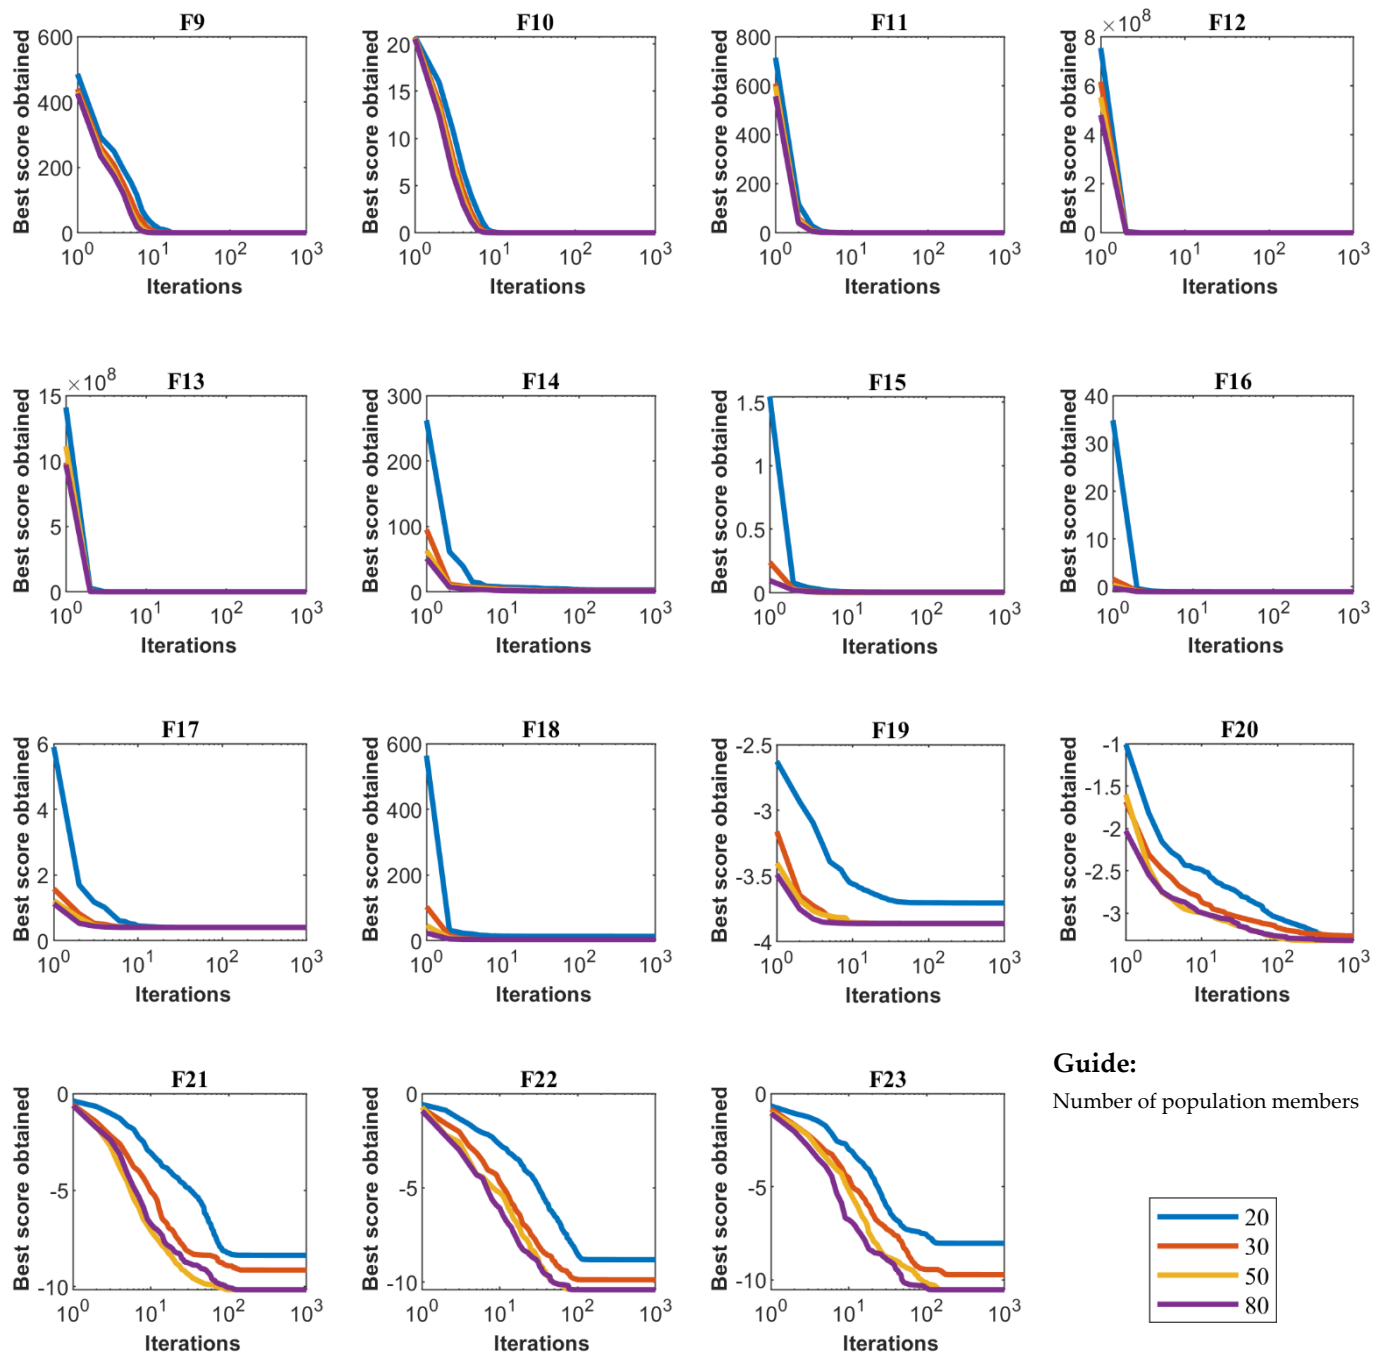 F9
Best score obtained
600
400
200
0
10^0 10^1 10^2 10^3
Iterations
F10
Best score obtained
20
15
10
5
0
10^0 10^1 10^2 10^3
Iterations
F11
Best score obtained
800
600
400
200
0
10^0 10^1 10^2 10^3
Iterations
F12
×10^8
Best score obtained
8
6
4
2
0
10^0 10^1 10^2 10^3
Iterations
F13
×10^8
Best score obtained
15
10
5
0
10^0 10^1 10^2 10^3
Iterations
F14
Best score obtained
300
200
100
0
10^0 10^1 10^2 10^3
Iterations
F15
Best score obtained
1.5
1
0.5
0
10^0 10^1 10^2 10^3
Iterations
F16
Best score obtained
40
30
20
10
0
10^0 10^1 10^2 10^3
Iterations
F17
Best score obtained
6
4
2
0
10^0 10^1 10^2 10^3
Iterations
F18
Best score obtained
600
400
200
0
10^0 10^1 10^2 10^3
Iterations
F19
Best score obtained
-2.5
-3
-3.5
-4
10^0 10^1 10^2 10^3
Iterations
F20
Best score obtained
-1
-1.5
-2
-2.5
-3
10^0 10^1 10^2 10^3
Iterations
F21
Best score obtained
0
-5
-10
10^0 10^1 10^2 10^3
Iterations
F22
Best score obtained
0
-5
-10
10^0 10^1 10^2 10^3
Iterations
F23
Best score obtained
0
-5
-10
10^0 10^1 10^2 10^3
Iterations
Guide:
Number of population members
20
30
50
80